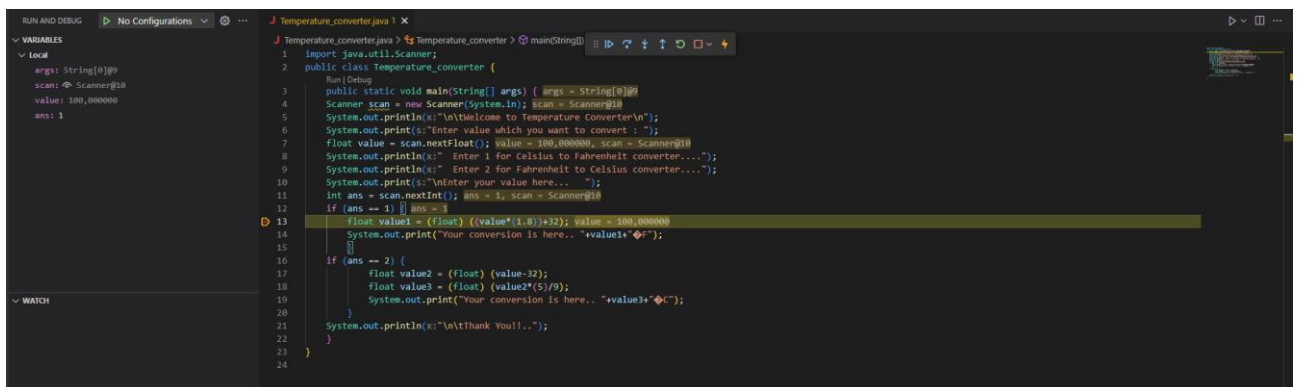 RUN AND DEBUG
No Configurations
VARIABLES
Local
args: String[0]@9
scan: Scanner@10
value: 100,000000
ans: 1
WATCH
J Temperature_converter.java 1 ×
J Temperature_converter.java > Temperature_converter > main(String[])
1 import java.util.Scanner;
2 public class Temperature_converter {
Run | Debug
3 public static void main(String[] args) { args = String[0]@9
4 Scanner scan = new Scanner(System.in); scan = Scanner@10
5 System.out.println(x:"\n\tWelcome to Temperature Converter\n");
6 System.out.print(s:"Enter value which you want to convert : ");
7 float value = scan.nextFloat(); value = 100,000000, scan = Scanner@10
8 System.out.println(x:"  Enter 1 for Celsius to Fahrenheit converter....");
9 System.out.println(x:"  Enter 2 for Fahrenheit to Celsius converter....");
10 System.out.print(s:"\nEnter your value here...   ");
11 int ans = scan.nextInt(); ans = 1, scan = Scanner@10
12 if (ans == 1) { ans = 1
13 float value1 = (float) ((value*(1.8))+32); value = 100,000000
14 System.out.print("Your conversion is here.. "+value1+"�F");
15 }
16 if (ans == 2) {
17 float value2 = (float) (value-32);
18 float value3 = (float) (value2*(5)/9);
19 System.out.print("Your conversion is here.. "+value3+"�C");
20 }
21 System.out.println(x:"\n\tThank You!!..");
22 }
23 }
24